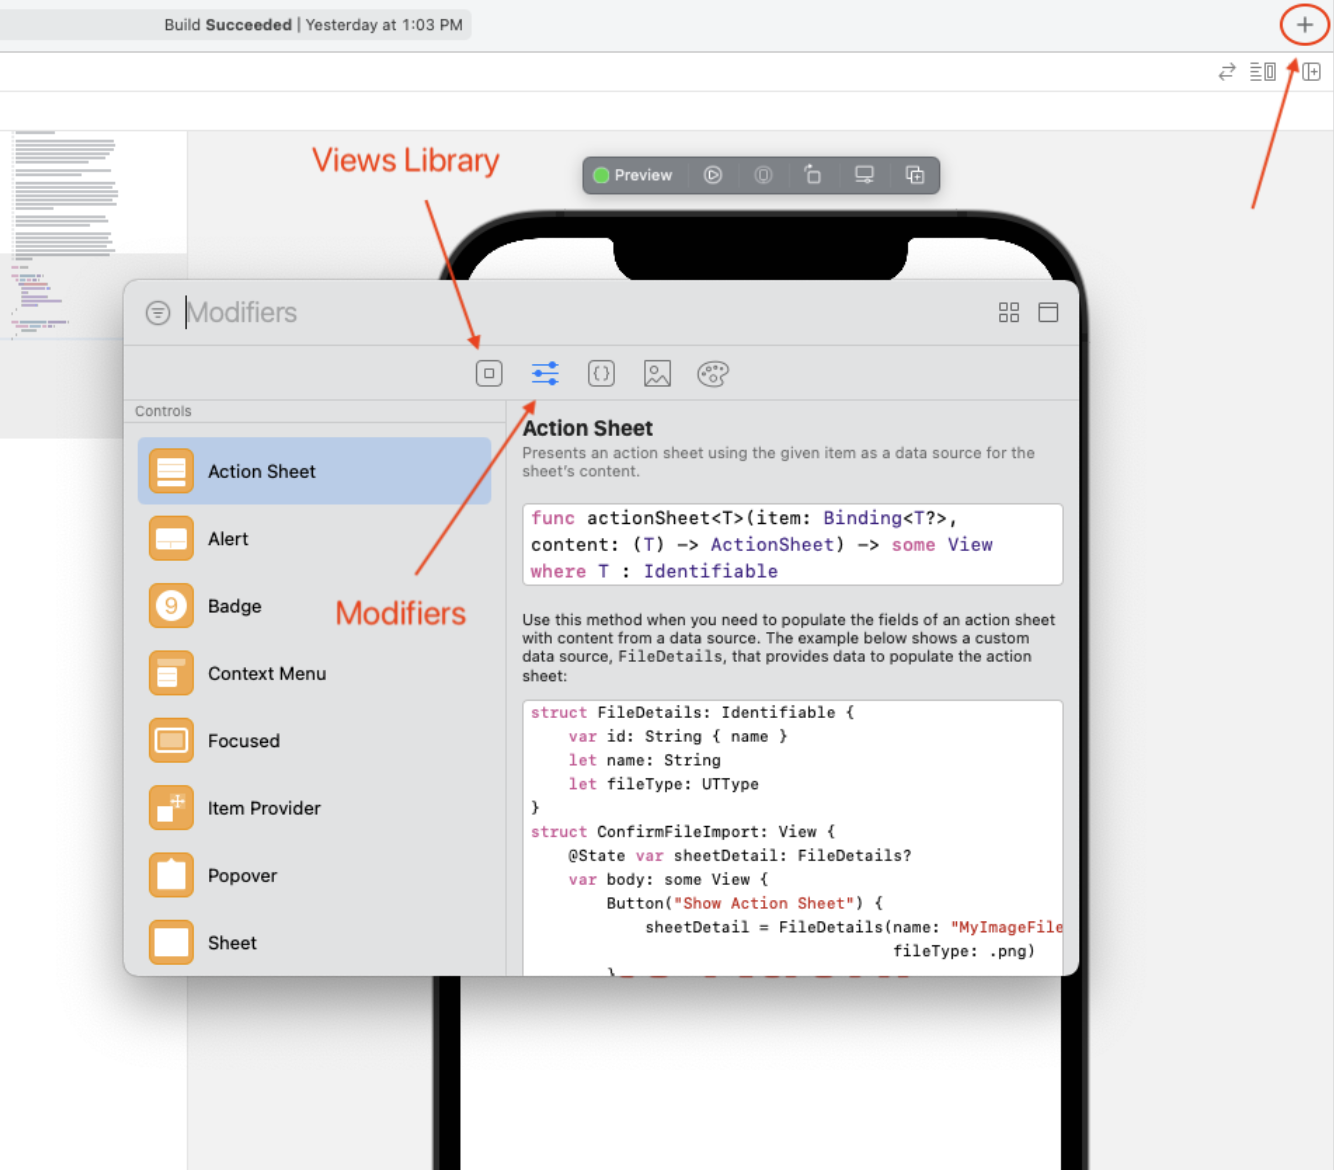 Build Succeeded | Yesterday at 1:03 PM
Views Library
Preview
Modifiers
Controls
Action Sheet
Alert
9
Badge
Context Menu
Focused
Item Provider
Popover
Sheet
Modifiers
Action Sheet
Presents an action sheet using the given item as a data source for the
sheet's content.
func actionSheet<T>(item: Binding<T?>,
content: (T) -> ActionSheet) -> some View
where T : Identifiable
Use this method when you need to populate the fields of an action sheet
with content from a data source. The example below shows a custom
data source, FileDetails, that provides data to populate the action
sheet:
struct FileDetails: Identifiable {
var id: String { name }
let name: String
let fileType: UTType
}
struct ConfirmFileImport: View {
@State var sheetDetail: FileDetails?
var body: some View {
Button("Show Action Sheet") {
sheetDetail = FileDetails(name: "MyImageFile
fileType: .png)
}